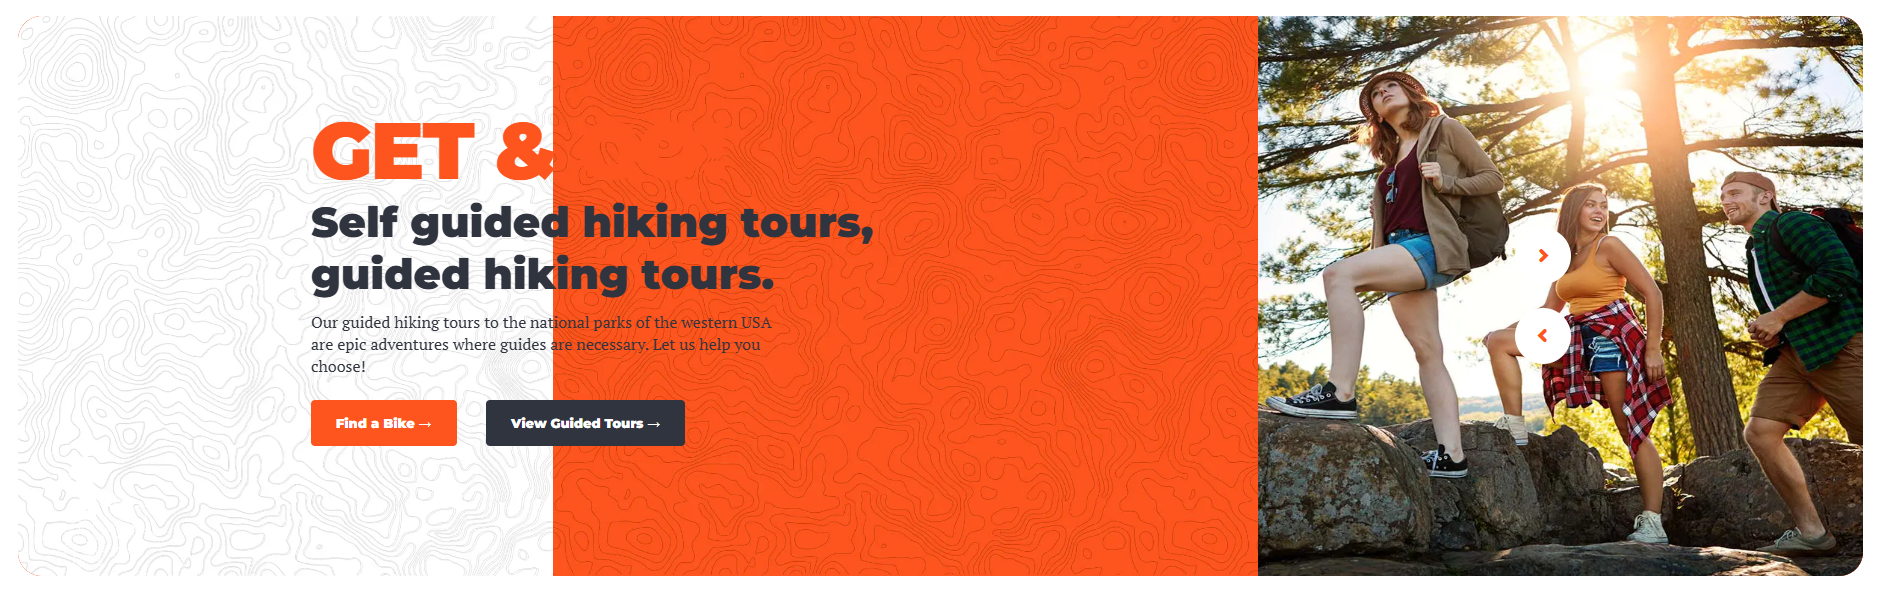 GET &
Self guided hiking tours,
guided hiking tours.
Our guided hiking tours to the national parks of the western USA
are epic adventures where guides are necessary. Let us help you
choose!
Find a Bike →
View Guided Tours →